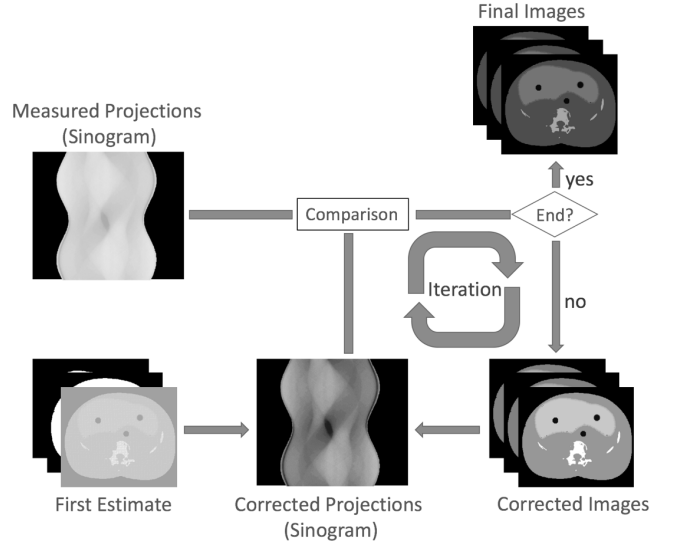 Final Images
Measured Projections
(Sinogram)
yes
Comparison
End?
Iteration
no
First Estimate
Corrected Projections
(Sinogram)
Corrected Images